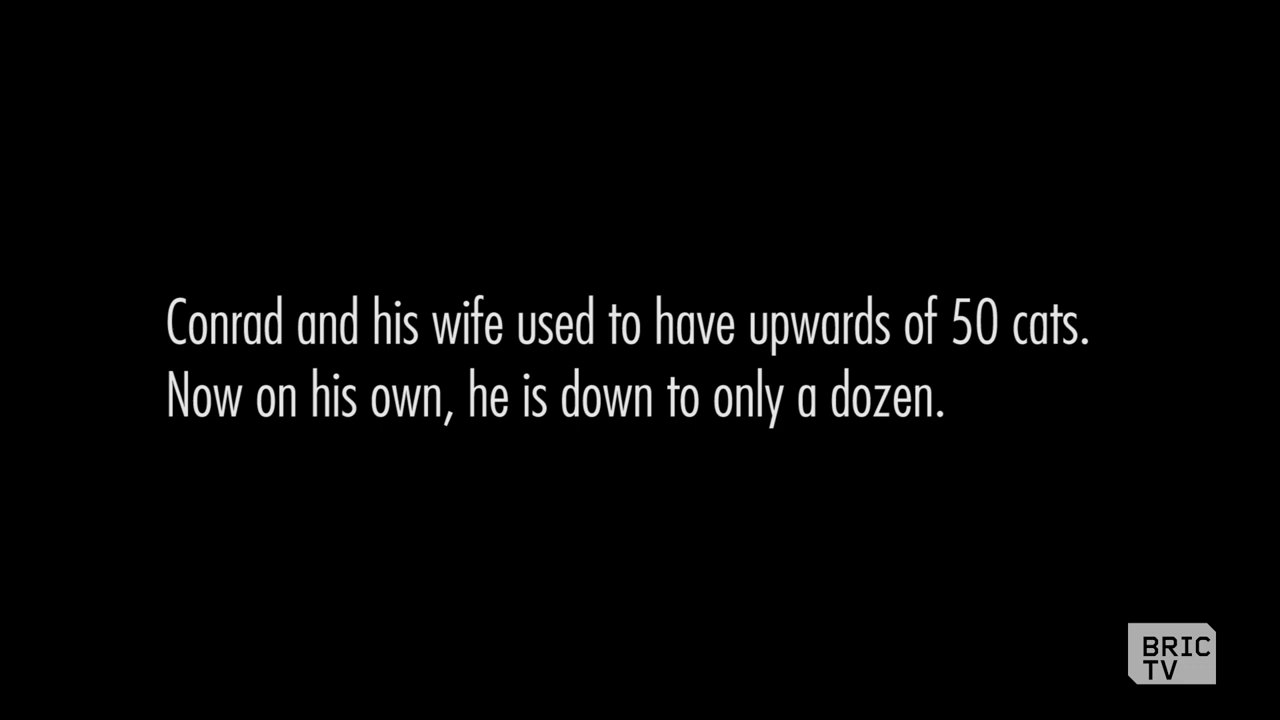 Conrad and his wife used to have upwards of 50 cats.
Now on his own, he is down to only a dozen.
BRIC
TV